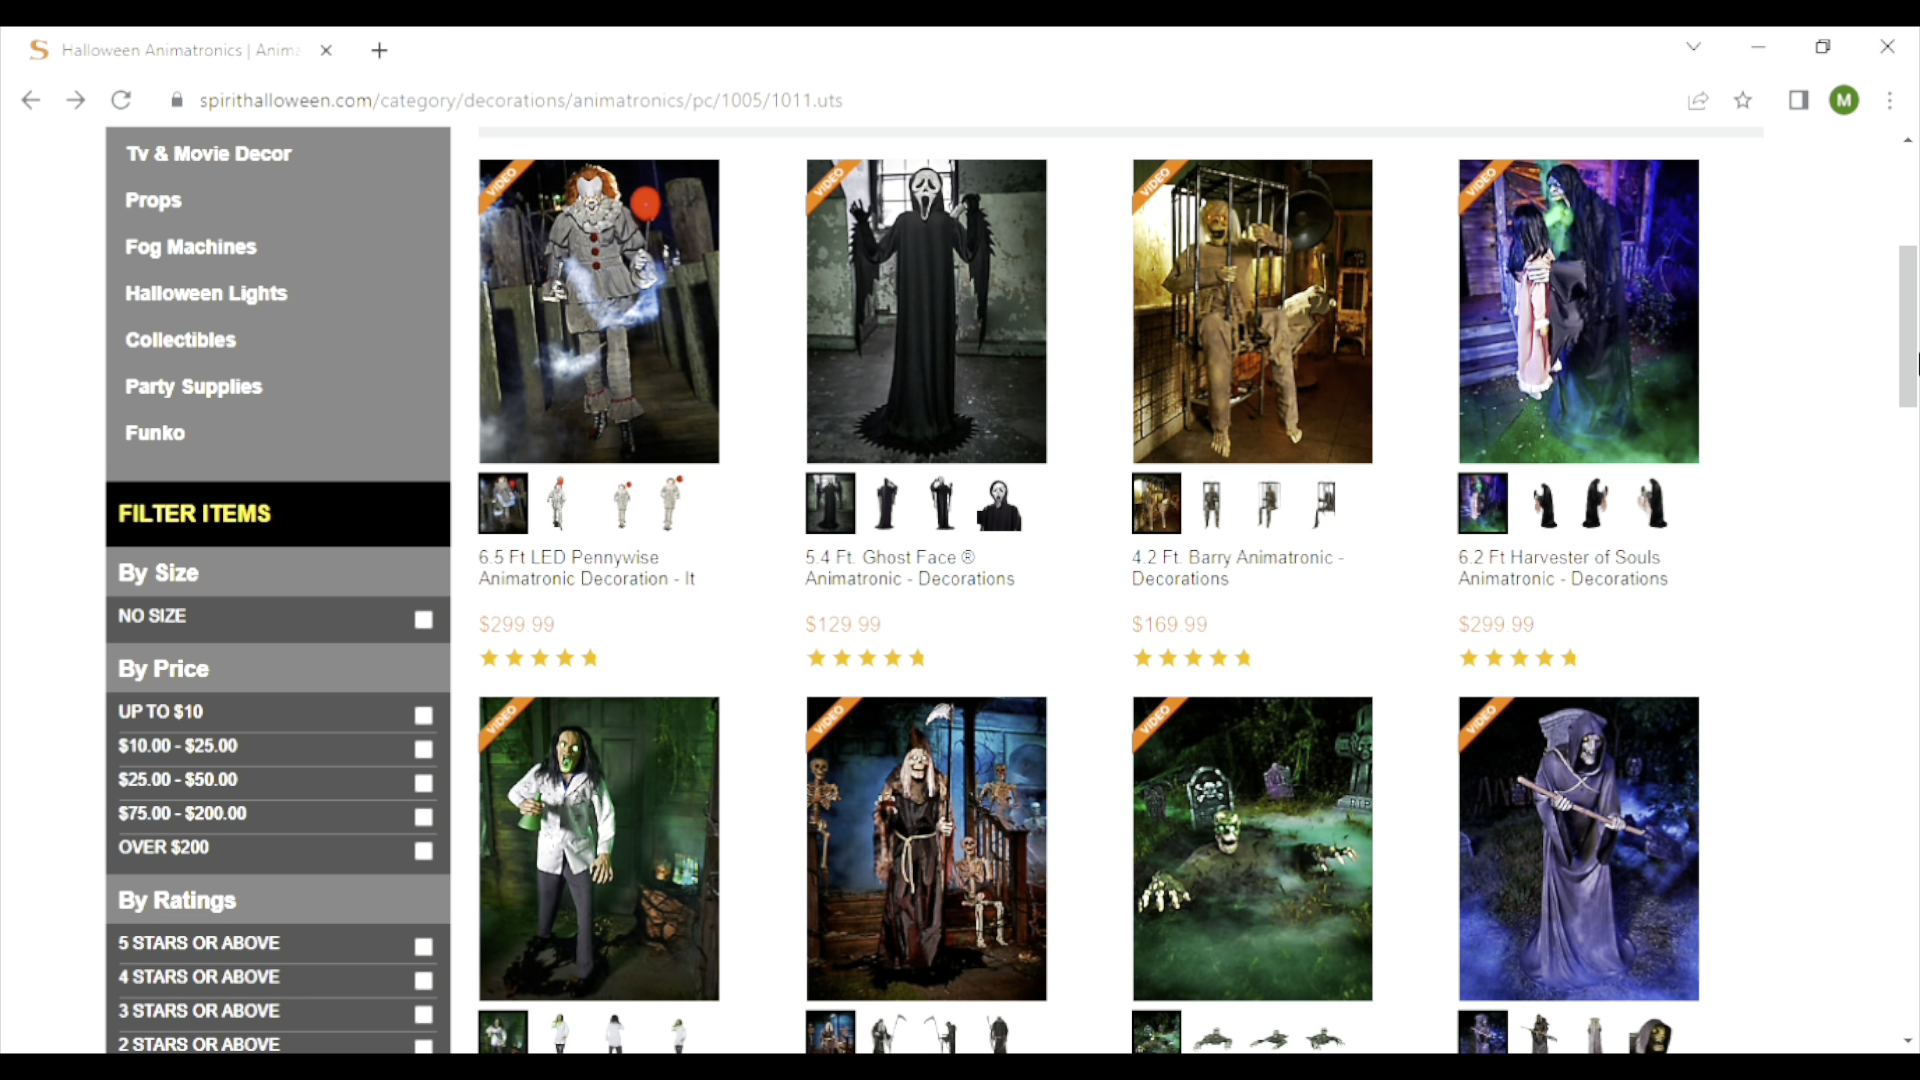 S Halloween Animatronics | Anima
spirithalloween.com/category/decorations/animatronics/pc/1005/1011.uts
M
Tv & Movie Decor
Props
Fog Machines
Halloween Lights
Collectibles
Party Supplies
Funko
FILTER ITEMS
By Size
NO SIZE
By Price
UP TO $10
$10.00 - $25.00
$25.00 - $50.00
$75.00 - $200.00
OVER $200
By Ratings
5 STARS OR ABOVE
4 STARS OR ABOVE
3 STARS OR ABOVE
2 STARS OR ABOVE
VIDEO
VIDEO
VIDEO
VIDEO
6.5 Ft LED Pennywise
Animatronic Decoration - It
$299.99
5.4 Ft. Ghost Face ®
Animatronic - Decorations
$129.99
4.2 Ft. Barry Animatronic -
Decorations
$169.99
6.2 Ft Harvester of Souls
Animatronic - Decorations
$299.99
VIDEO
VIDEO
VIDEO
RIP
VIDEO